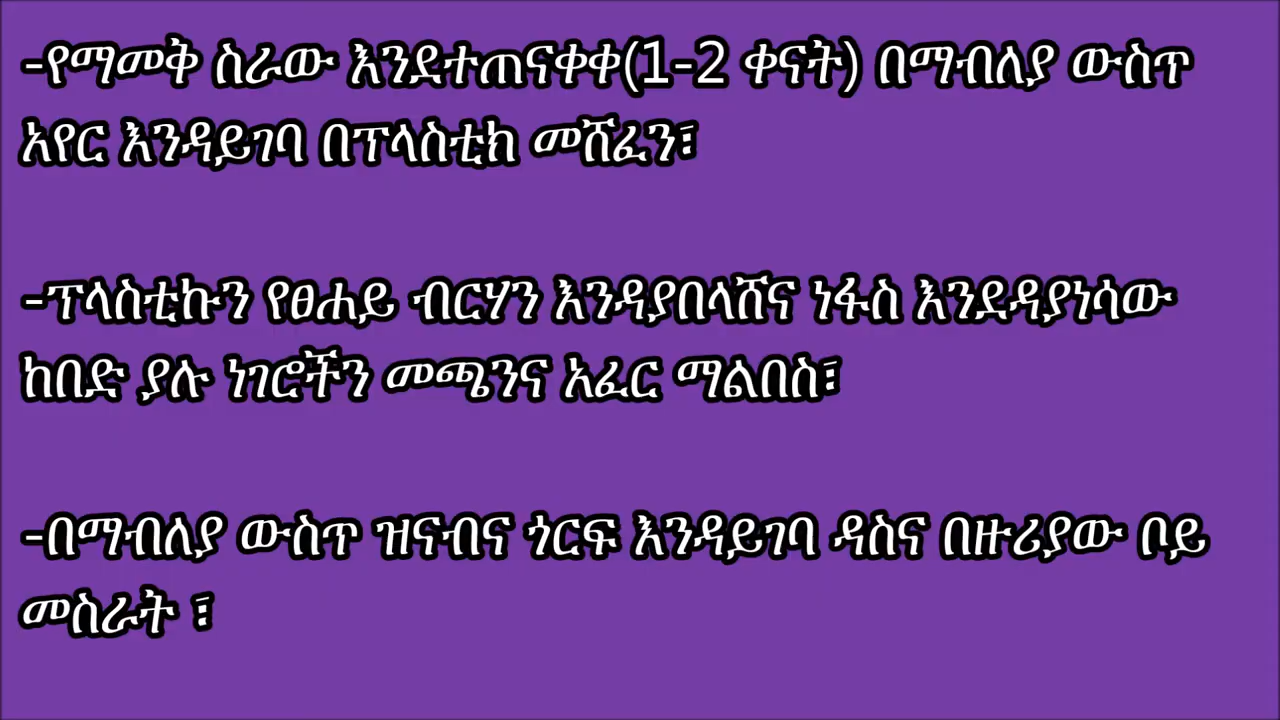 -የማመቅ ስራው እንደተጠናቀቀ(1-2 ቀናት) በማብለያ ውስጥ
አየር እንዳይገባ በፕላስቲክ መሸፈን፣
-ፕላስቲኩን የፀሐይ ብርሃን እንዳያበላሸና ነፋስ እንደዳያነሳው
ከበድ ያሉ ነገሮችን መጫንና አፈር ማልበስ፣
-በማብለያ ውስጥ ዝናብና ጎርፍ እንዳይገባ ዳስና በዙሪያው ቦይ
መስራት ፣